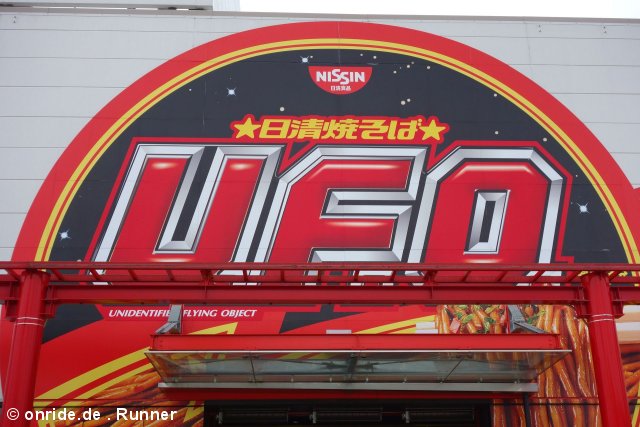 NISSIN
日清食品
★日清焼そば★
UFO
UNIDENTIFIED FLYING OBJECT
© onride.de . Runner